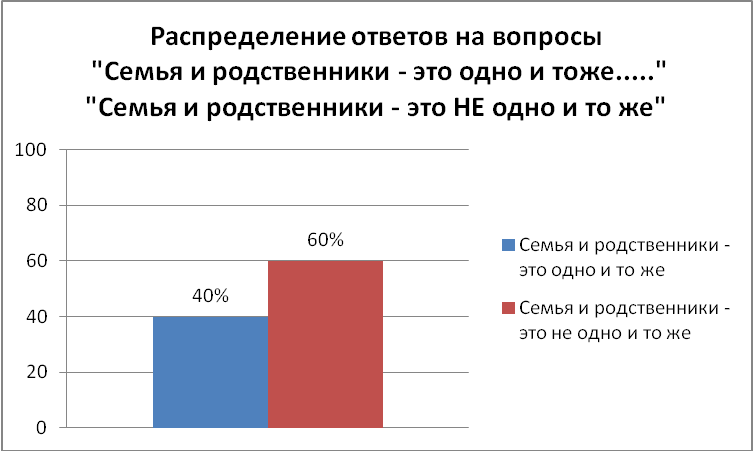 Распределение ответов на вопросы
"Семья и родственники - это одно и тоже....."
"Семья и родственники - это НЕ одно и то же"
100
80
60
40
20
0
40%
60%
Семья и родственники -
это одно и то же
Семья и родственники -
это не одно и то же